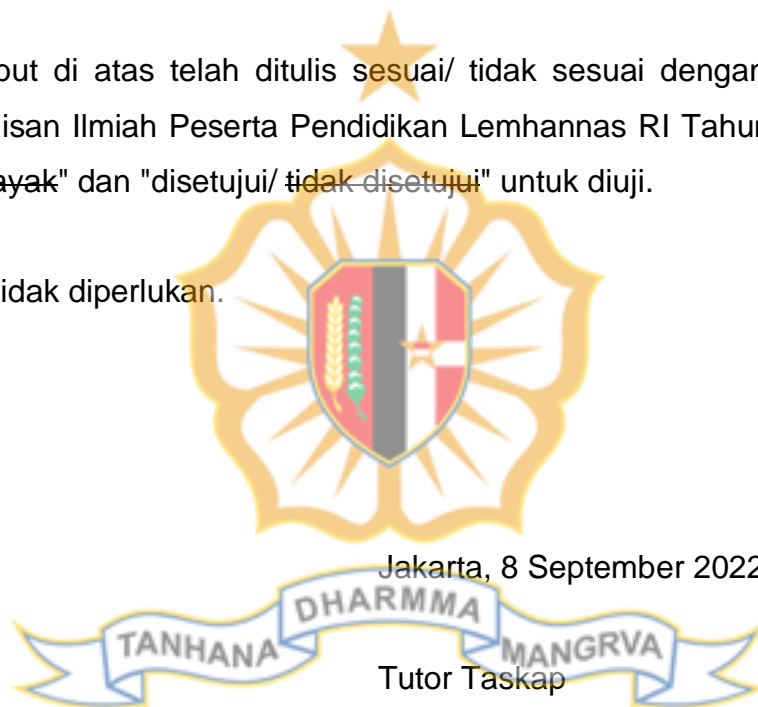 out di atas telah ditulis sesuai/ tidak sesuai dengan
isan Ilmiah Peserta Pendidikan Lemhannas RI Tahun
ayak" dan "disetujui/ tidak disetujui" untuk diuji.
idak diperlukan.
Jakarta, 8 September 2022
TANHANA DHARMMA MANGRVA
Tutor Taskap